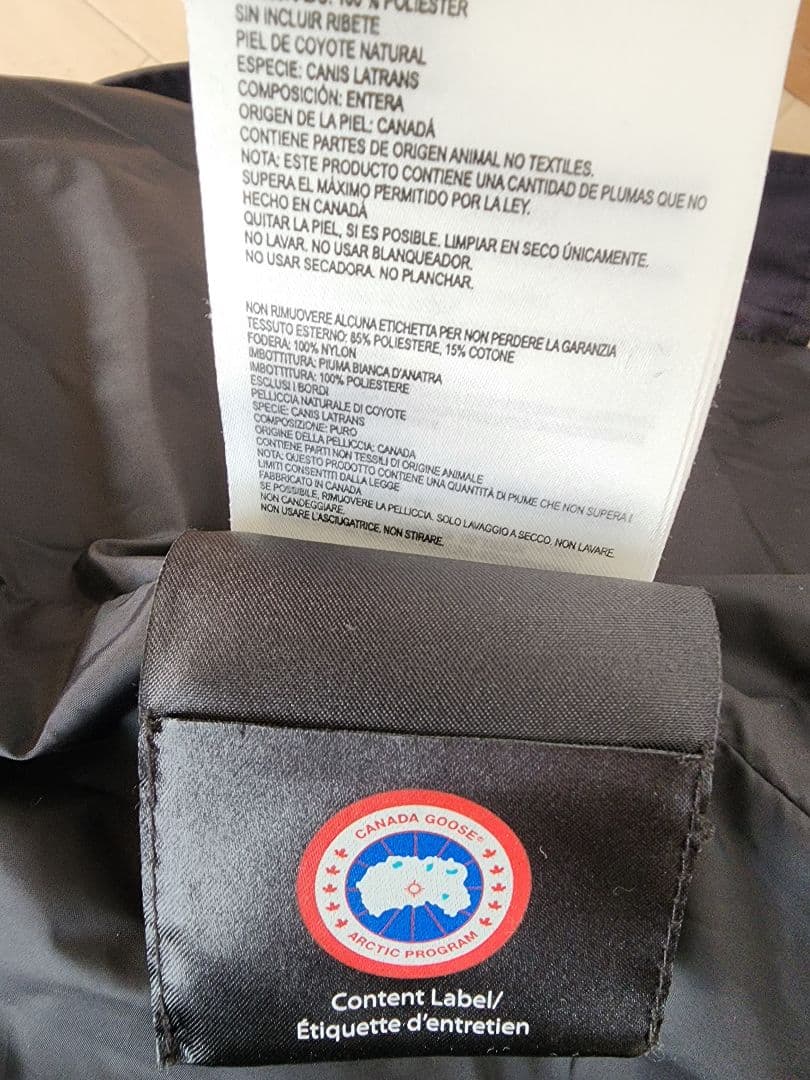 100 % POLIÉSTER
SIN INCLUIR RIBETE
PIEL DE COYOTE NATURAL
ESPECIE: CANIS LATRANS
COMPOSICIÓN: ENTERA
ORIGEN DE LA PIEL: CANADÁ
CONTIENE PARTES DE ORIGEN ANIMAL NO TEXTILES.
NOTA: ESTE PRODUCTO CONTIENE UNA CANTIDAD DE PLUMAS QUE NO
SUPERA EL MÁXIMO PERMITIDO POR LA LEY.
HECHO EN CANADÁ
QUITAR LA PIEL, SI ES POSIBLE. LIMPIAR EN SECO ÚNICAMENTE.
NO LAVAR. NO USAR BLANQUEADOR.
NO USAR SECADORA. NO PLANCHAR.
NON RIMUOVERE ALCUNA ETICHETTA PER NON PERDERE LA GARANZIA
TESSUTO ESTERNO: 85% POLIESTERE, 15% COTONE
FODERA: 100% NYLON
IMBOTTITURA: PIUMA BIANCA D'ANATRA
IMBOTTITURA: 100% POLIESTERE
ESCLUSI I BORDI
PELLICCIA NATURALE DI COYOTE
SPECIE: CANIS LATRANS
COMPOSIZIONE: PURO
ORIGINE DELLA PELLICCIA: CANADA
CONTIENE PARTI NON TESSILI DI ORIGINE ANIMALE
NOTA: QUESTO PRODOTTO CONTIENE UNA QUANTITÀ DI PIUME CHE NON SUPERA I
LIMITI CONSENTITI DALLA LEGGE
FABBRICATO IN CANADA
SE POSSIBILE, RIMUOVERE LA PELLICCIA. SOLO LAVAGGIO A SECCO, NON LAVARE.
NON CANDEGGIARE.
NON USARE L'ASCIUGATRICE, NON STIRARE.
CANADA GOOSE
ARCTIC PROGRAM
Content Label/
Étiquette d'entretien